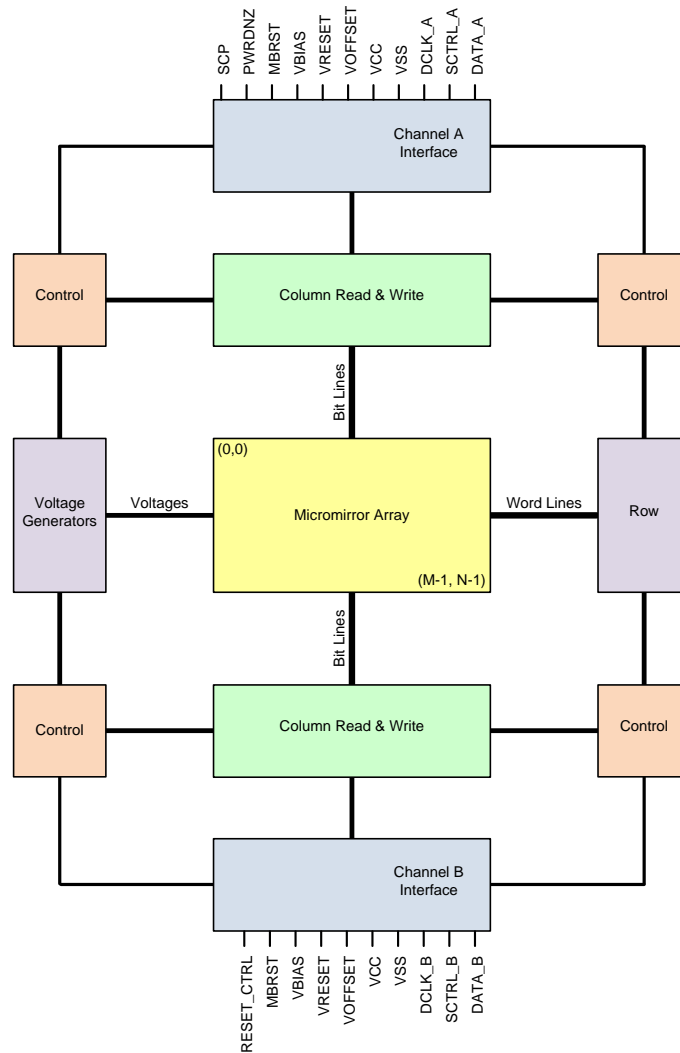 SCP
PWRDNZ
MBRST
VBIAS
VRESET
VOFFSET
VCC
VSS
DCLK_A
SCTRL_A
DATA_A
Channel A
Interface
Control
Column Read & Write
Control
Bit Lines
(0,0)
Voltage
Generators
Voltages
Micromirror Array
Word Lines
Row
(M-1, N-1)
Bit Lines
Control
Column Read & Write
Control
Channel B
Interface
RESET_CTRL
MBRST
VBIAS
VRESET
VOFFSET
VCC
VSS
DCLK_B
SCTRL_B
DATA_B